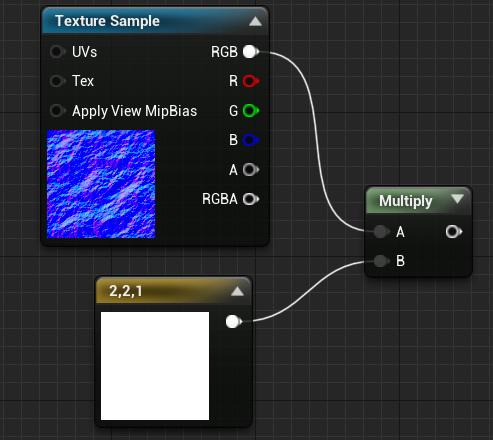 Texture Sample
UVs RGB
Tex R
Apply View MipBias G
B
A
RGBA
Multiply
A
B
2,2,1